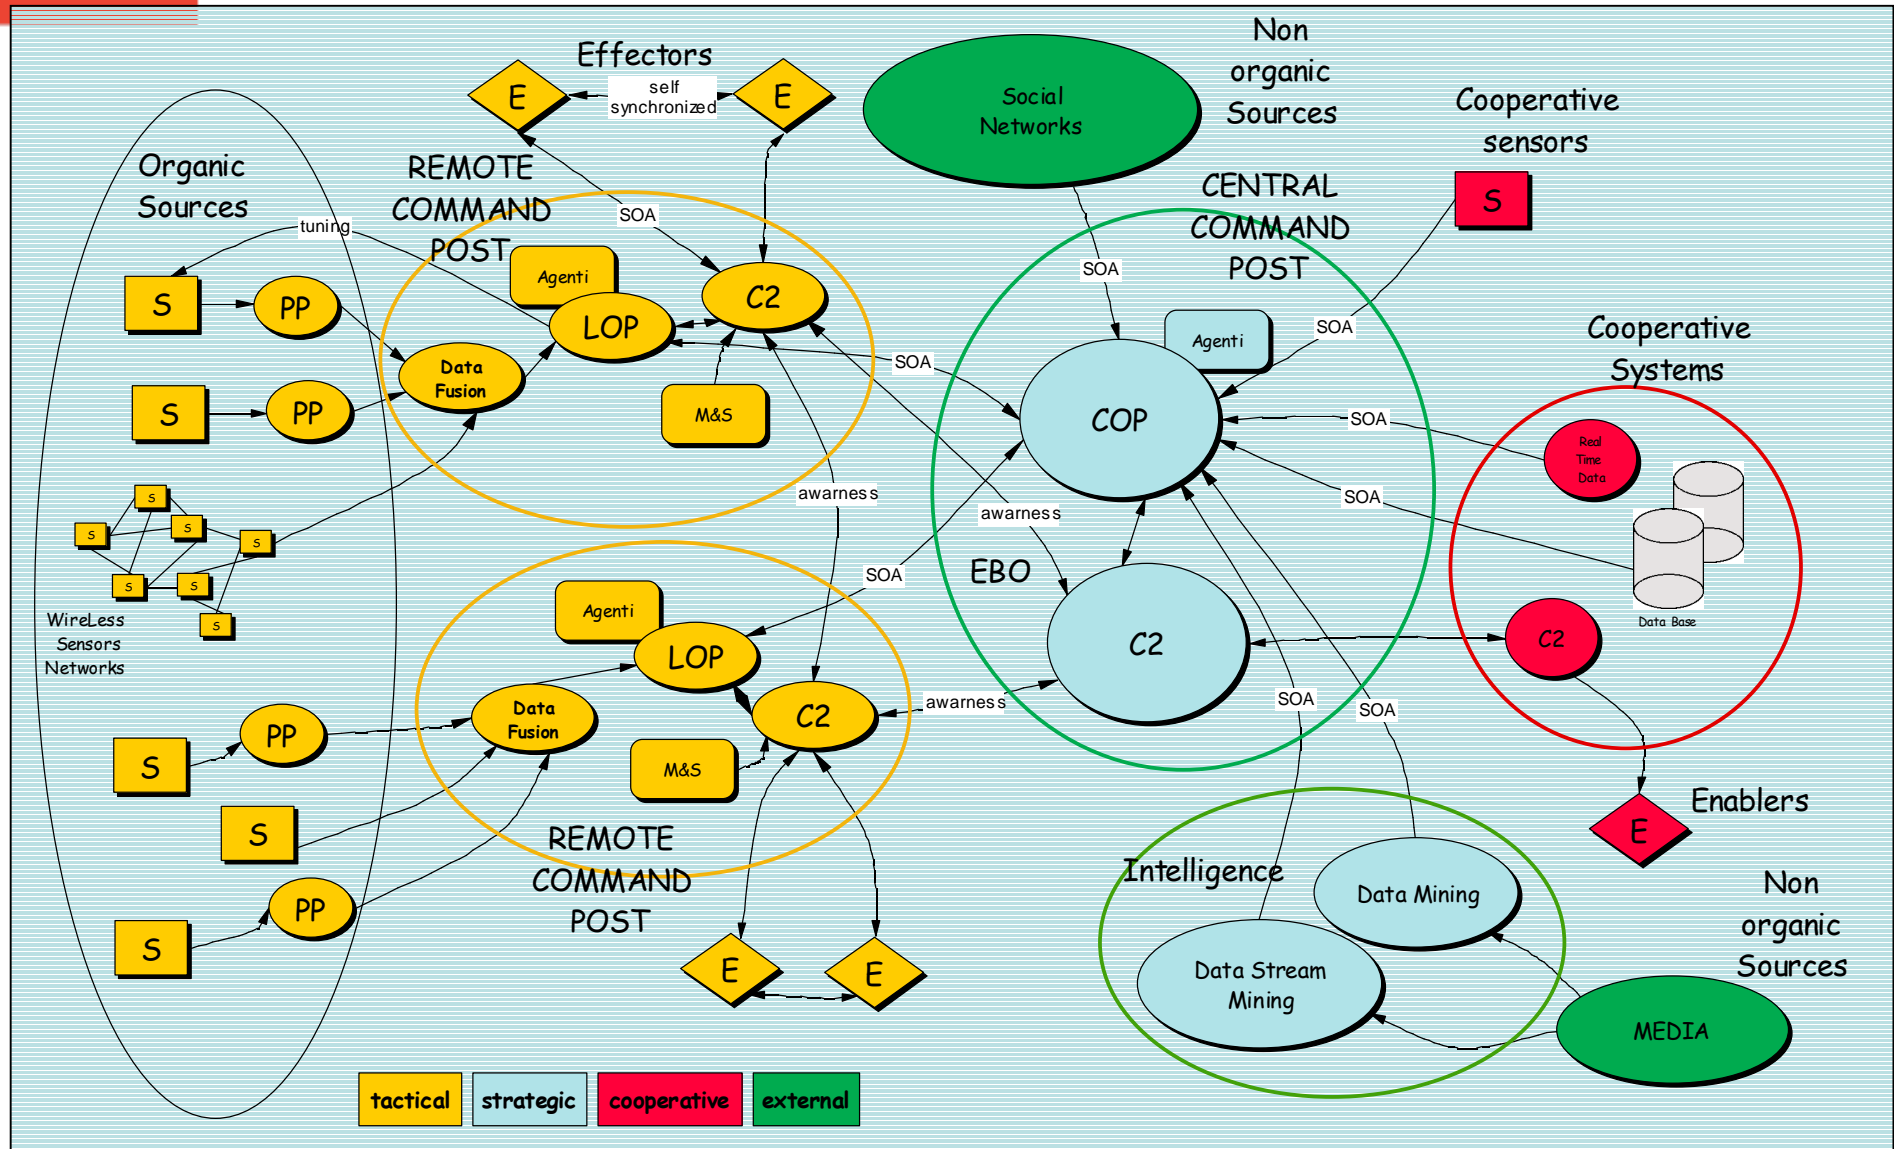 Effectors
E
self
synchronized
E
Social
Networks
Non
organic
Sources
Cooperative
sensors
S
Organic
Sources
REMOTE
COMMAND
POST
tuning
SOA
CENTRAL
COMMAND
POST
SOA
Agenti
S
PP
LOP
C2
Agenti
SOA
Cooperative
Systems
Data
Fusion
SOA
S
PP
M&S
COP
SOA
Real
Time
Data
awarness
awarness
SOA
s
s
s
s
s
s
s
WireLess
Sensors
Networks
EBO
SOA
Agenti
LOP
C2
C2
Data Base
Data
Fusion
C2
awarness
SOA
SOA
PP
S
M&S
S
REMOTE
COMMAND
POST
E
Enablers
Intelligence
Data Mining
Non
organic
Sources
PP
S
E
E
Data Stream
Mining
MEDIA
tactical
strategic
cooperative
external